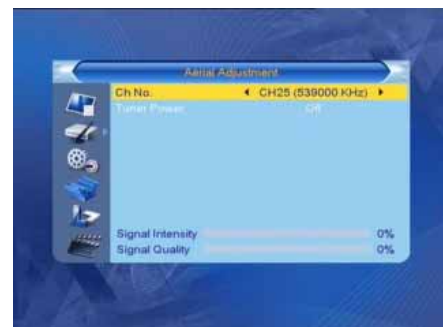 Aerial Adjustment
Ch No. CH25 (539000 KHz)
Tuner Power Off
Signal Intensity 0%
Signal Quality 0%